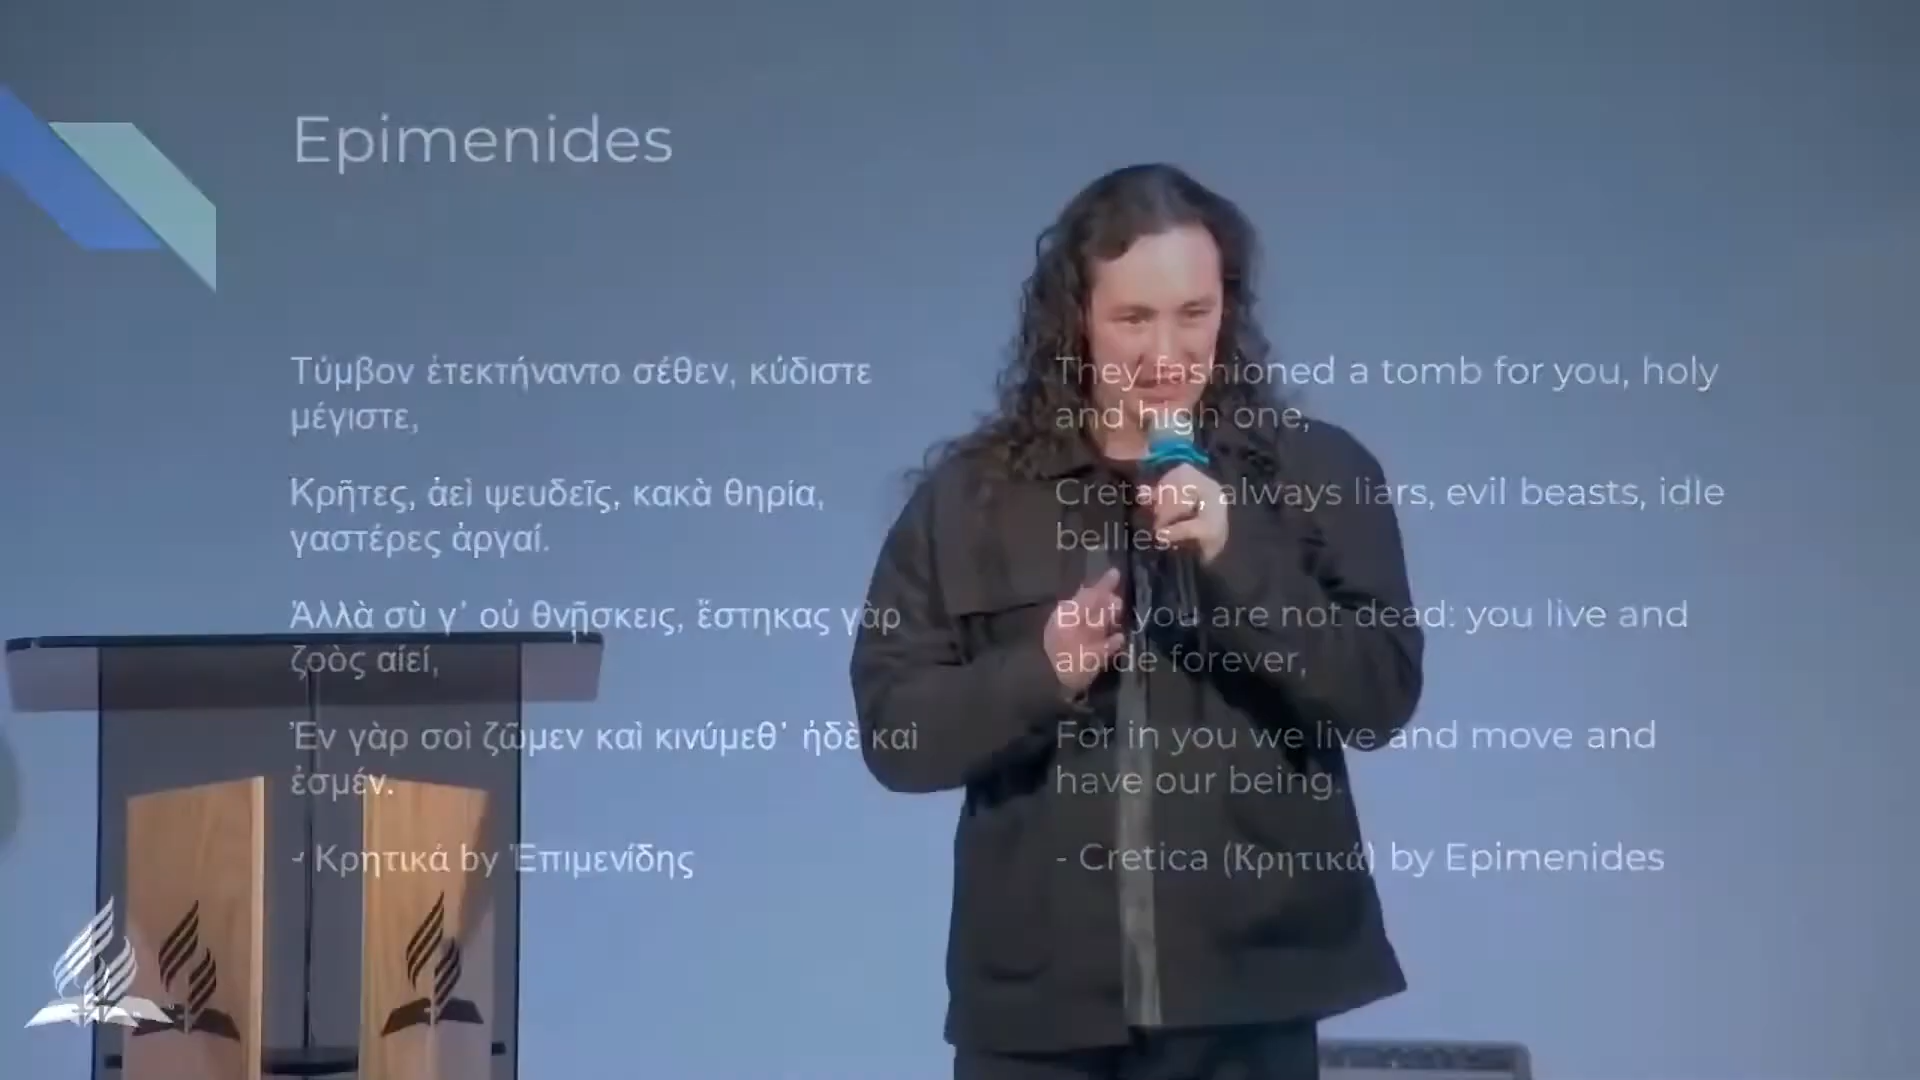 Epimenides
Τύμβον ἐτεκτήναντο σέθεν, κύδιστε
μέγιστε,
Κρῆτες, ἀεὶ ψευδεῖς, κακὰ θηρία,
γαστέρες ἀργαί.
Ἀλλὰ σὺ γ᾽ οὐ θνῇσκεις, ἕστηκας γὰρ
ζοὸς αίεί,
Ἐν γὰρ σοὶ ζῶμεν καὶ κινύμεθ᾽ ἠδὲ καὶ
ἐσμέν.
- Κρητικά by Ἐπιμενίδης
They fashioned a tomb for you, holy
and high one,
Cretans, always liars, evil beasts, idle
bellies.
But you are not dead: you live and
abide forever,
For in you we live and move and
have our being.
- Cretica (Κρητικά) by Epimenides